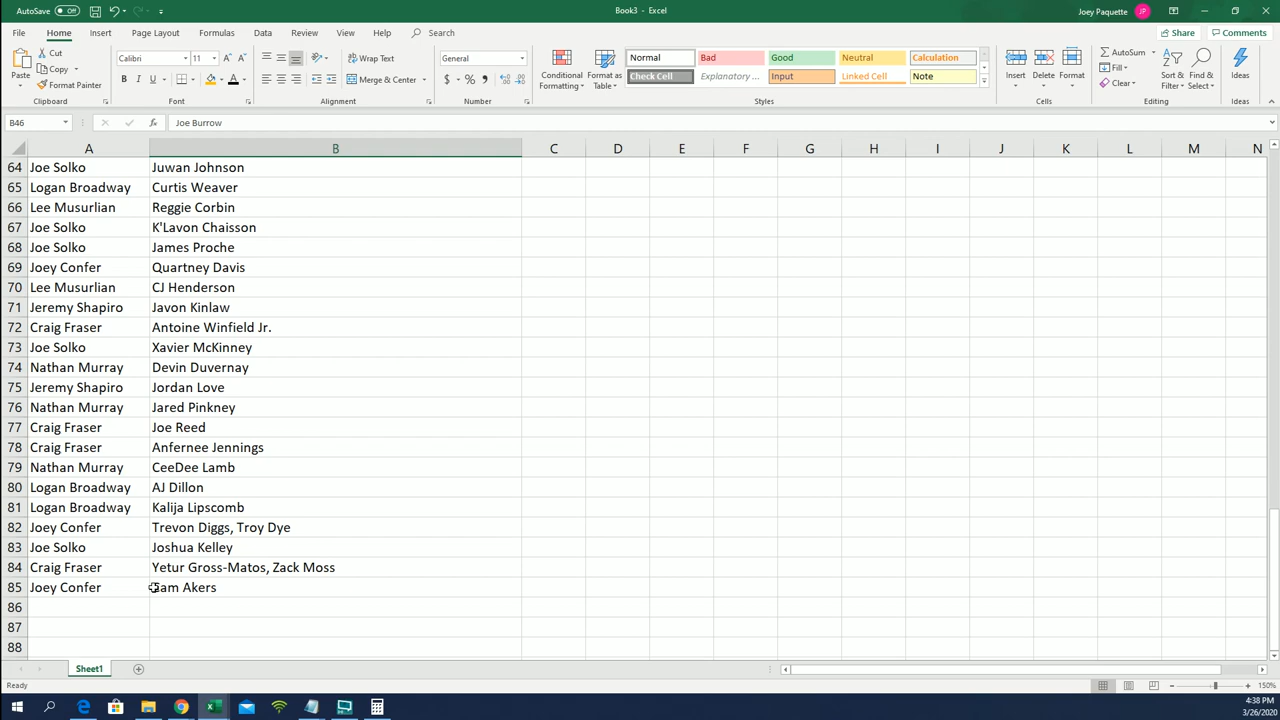 AutoSave Off Book3 - Excel Joey Paquette JP
File Home Insert Page Layout Formulas Data Review View Help Search Share Comments
Paste Cut Copy Format Painter Clipboard
Calibri 11 B I U Font
Wrap Text Merge & Center Alignment
General $ % Number
Conditional Formatting Format as Table
Normal Bad Good Neutral Calculation
Check Cell Explanatory ... Input Linked Cell Note
Styles
Insert Delete Format Cells
AutoSum Fill Clear Sort & Filter Find & Select Editing
Ideas Ideas
B46 fx Joe Burrow
A B C D E F G H I J K L M N
64 Joe Solko Juwan Johnson
65 Logan Broadway Curtis Weaver
66 Lee Musurlian Reggie Corbin
67 Joe Solko K'Lavon Chaisson
68 Joe Solko James Proche
69 Joey Confer Quartney Davis
70 Lee Musurlian CJ Henderson
71 Jeremy Shapiro Javon Kinlaw
72 Craig Fraser Antoine Winfield Jr.
73 Joe Solko Xavier McKinney
74 Nathan Murray Devin Duvernay
75 Jeremy Shapiro Jordan Love
76 Nathan Murray Jared Pinkney
77 Craig Fraser Joe Reed
78 Craig Fraser Anfernee Jennings
79 Nathan Murray CeeDee Lamb
80 Logan Broadway AJ Dillon
81 Logan Broadway Kalija Lipscomb
82 Joey Confer Trevon Diggs, Troy Dye
83 Joe Solko Joshua Kelley
84 Craig Fraser Yetur Gross-Matos, Zack Moss
85 Joey Confer Akers
86
87
88
Sheet1
Ready 150%
4:38 PM
3/26/2020